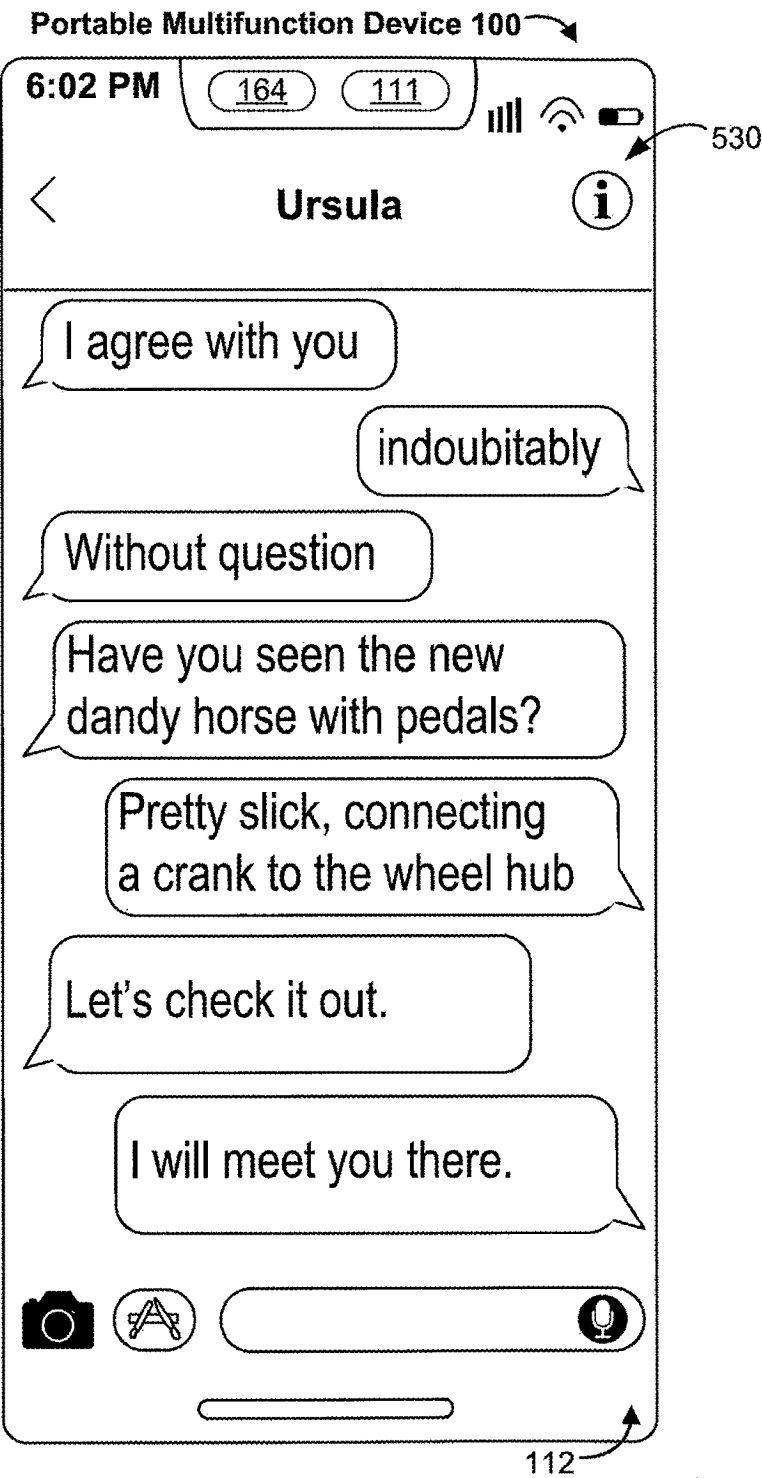 Portable Multifunction Device 100
6:02 PM
164
111
530
Ursula
i
I agree with you
indoubitably
Without question
Have you seen the new
dandy horse with pedals?
Pretty slick, connecting
a crank to the wheel hub
Let's check it out.
I will meet you there.
112